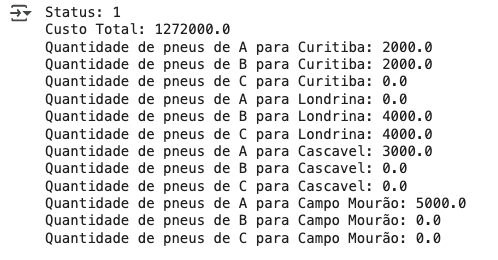 Status: 1
Custo Total: 1272000.0
Quantidade de pneus de A para Curitiba: 2000.0
Quantidade de pneus de B para Curitiba: 2000.0
Quantidade de pneus de C para Curitiba: 0.0
Quantidade de pneus de A para Londrina: 0.0
Quantidade de pneus de B para Londrina: 4000.0
Quantidade de pneus de C para Londrina: 4000.0
Quantidade de pneus de A para Cascavel: 3000.0
Quantidade de pneus de B para Cascavel: 0.0
Quantidade de pneus de C para Cascavel: 0.0
Quantidade de pneus de A para Campo Mourão: 5000.0
Quantidade de pneus de B para Campo Mourão: 0.0
Quantidade de pneus de C para Campo Mourão: 0.0